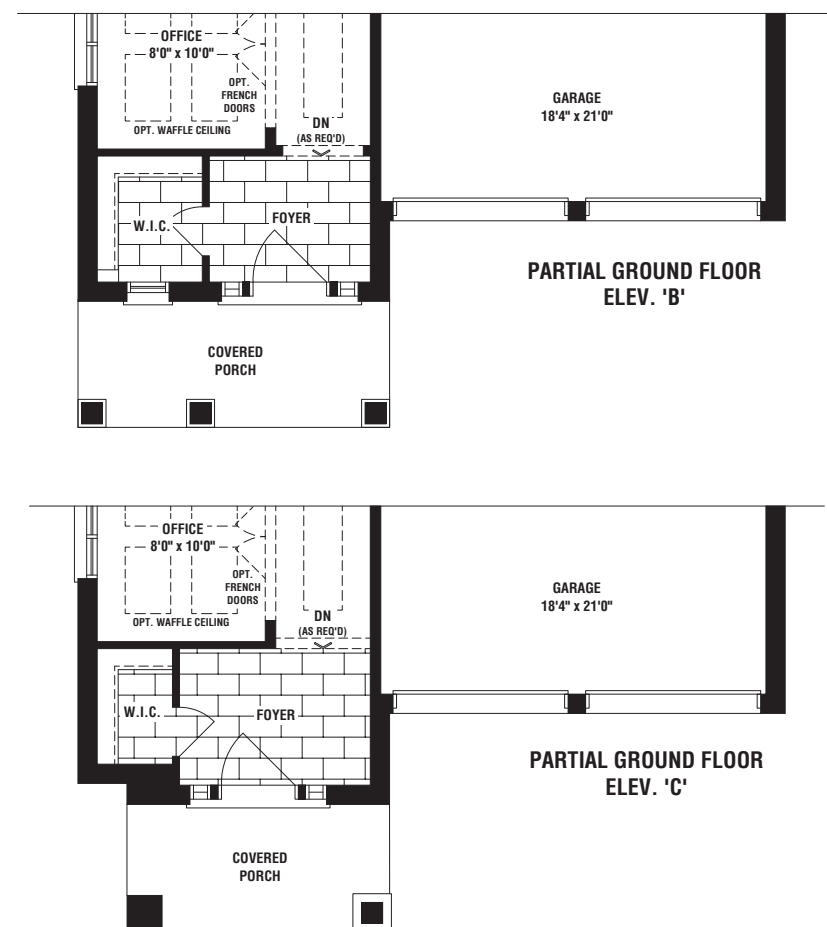 OFFICE
8'0" x 10'0"
OPT.
FRENCH
DOORS
OPT. WAFFLE CEILING
DN
(AS REQ'D)
GARAGE
18'4" x 21'0"
W.I.C.
FOYER
PARTIAL GROUND FLOOR
ELEV. 'B'
COVERED
PORCH
OFFICE
8'0" x 10'0"
OPT.
FRENCH
DOORS
OPT. WAFFLE CEILING
DN
(AS REQ'D)
GARAGE
18'4" x 21'0"
W.I.C.
FOYER
PARTIAL GROUND FLOOR
ELEV. 'C'
COVERED
PORCH